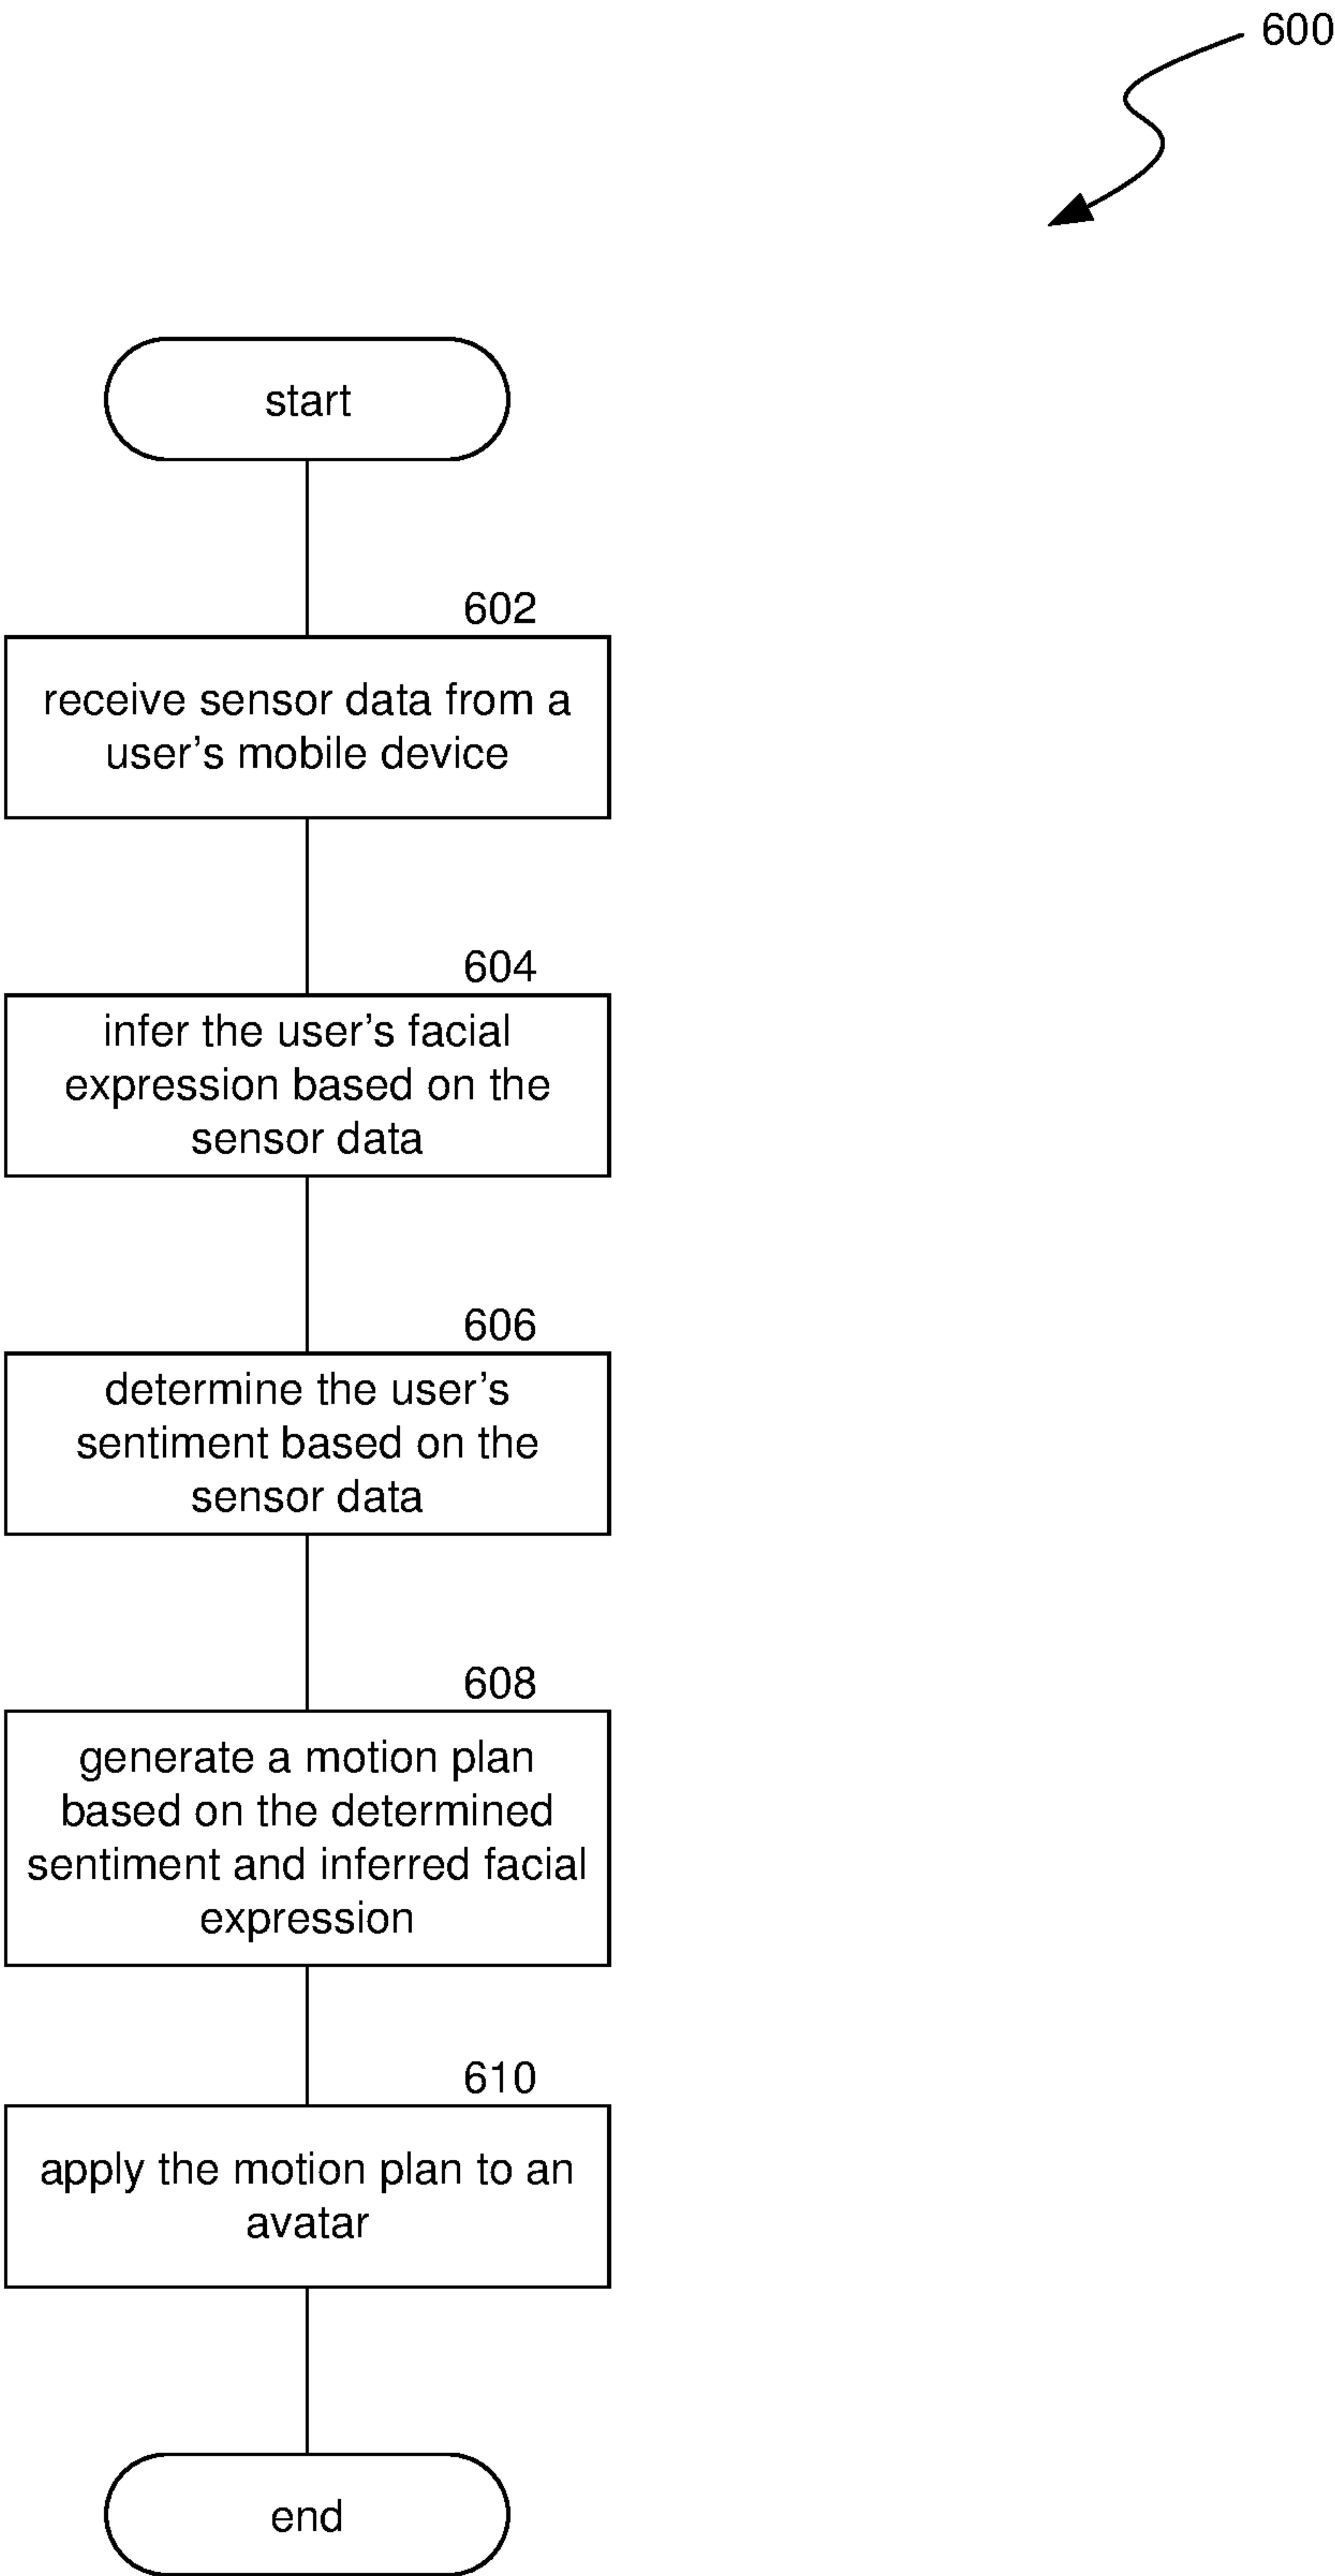 600
start
602
receive sensor data from a
user's mobile device
604
infer the user's facial
expression based on the
sensor data
606
determine the user's
sentiment based on the
sensor data
608
generate a motion plan
based on the determined
sentiment and inferred facial
expression
610
apply the motion plan to an
avatar
end